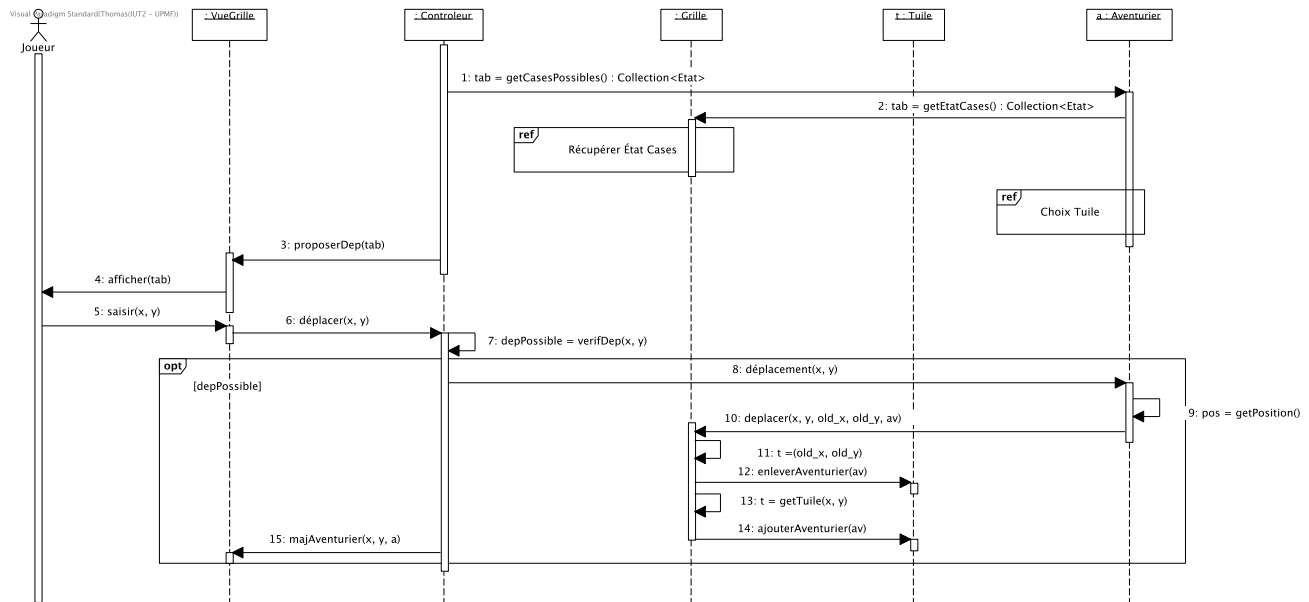 Visual Paradigm Standard(Thomas(IUT2 - UPMF))
Joueur
: VueGrille
: Controleur
: Grille
t : Tuile
a : Aventurier
1: tab = getCasesPossibles() : Collection<Etat>
2: tab = getEtatCases() : Collection<Etat>
ref
Récupérer État Cases
ref
Choix Tuile
3: proposerDep(tab)
4: afficher(tab)
5: saisir(x, y)
6: déplacer(x, y)
7: depPossible = verifDep(x, y)
opt
[depPossible]
8: déplacement(x, y)
9: pos = getPosition()
10: deplacer(x, y, old_x, old_y, av)
11: t =(old_x, old_y)
12: enleverAventurier(av)
13: t = getTuile(x, y)
14: ajouterAventurier(av)
15: majAventurier(x, y, a)